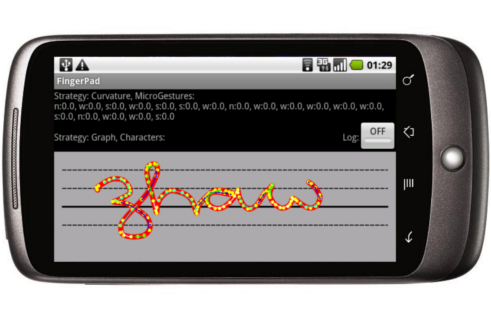 3G 01:29
FingerPad
Strategy: Curvature, MicroGestures:
n:0.0, w:0.0, s:0.0, w:0.0, s:0.0, s:0.0, w:0.0, n:0.0, w:0.0, w:0.0, w:0.0, w:0.0, w:0.0,
s:0.0, n:0.0, w:0.0, w:0.0, s:0.0
Strategy: Graph, Characters: Log: OFF
zhaw